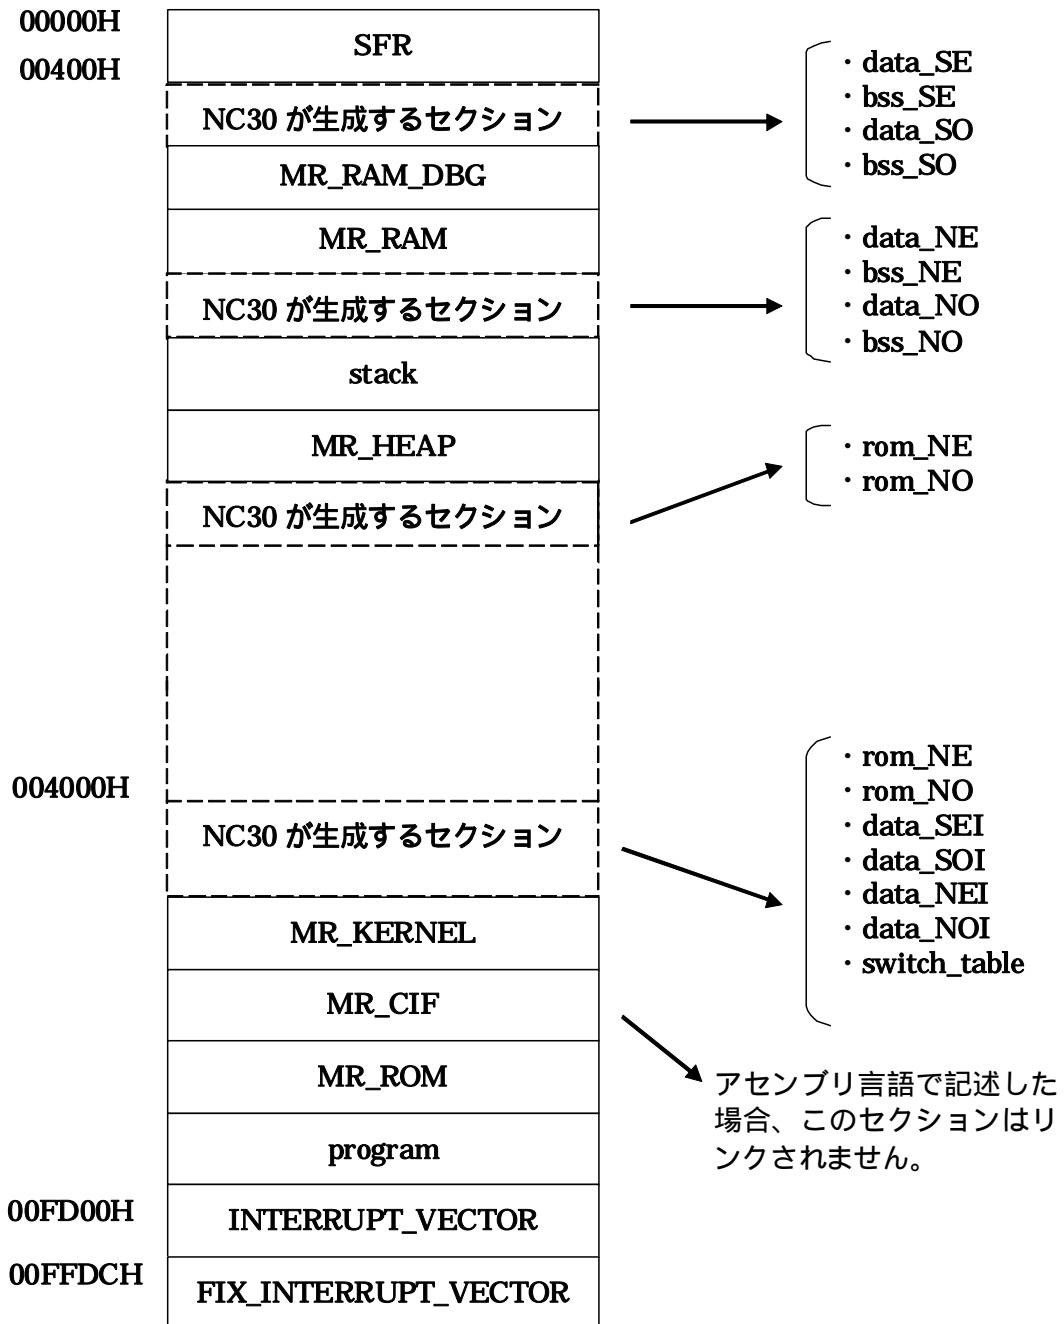 00000H
SFR
00400H
NC30 が生成するセクション
・data_SE
・bss_SE
・data_SO
・bss_SO
MR_RAM_DBG
MR_RAM
NC30 が生成するセクション
・data_NE
・bss_NE
・data_NO
・bss_NO
stack
MR_HEAP
NC30 が生成するセクション
・rom_NE
・rom_NO
004000H
NC30 が生成するセクション
・rom_NE
・rom_NO
・data_SEI
・data_SOI
・data_NEI
・data_NOI
・switch_table
MR_KERNEL
MR_CIF
アセンブリ言語で記述した
場合、このセクションはリ
ンクされません。
MR_ROM
program
00FD00H
INTERRUPT_VECTOR
00FFDCH
FIX_INTERRUPT_VECTOR